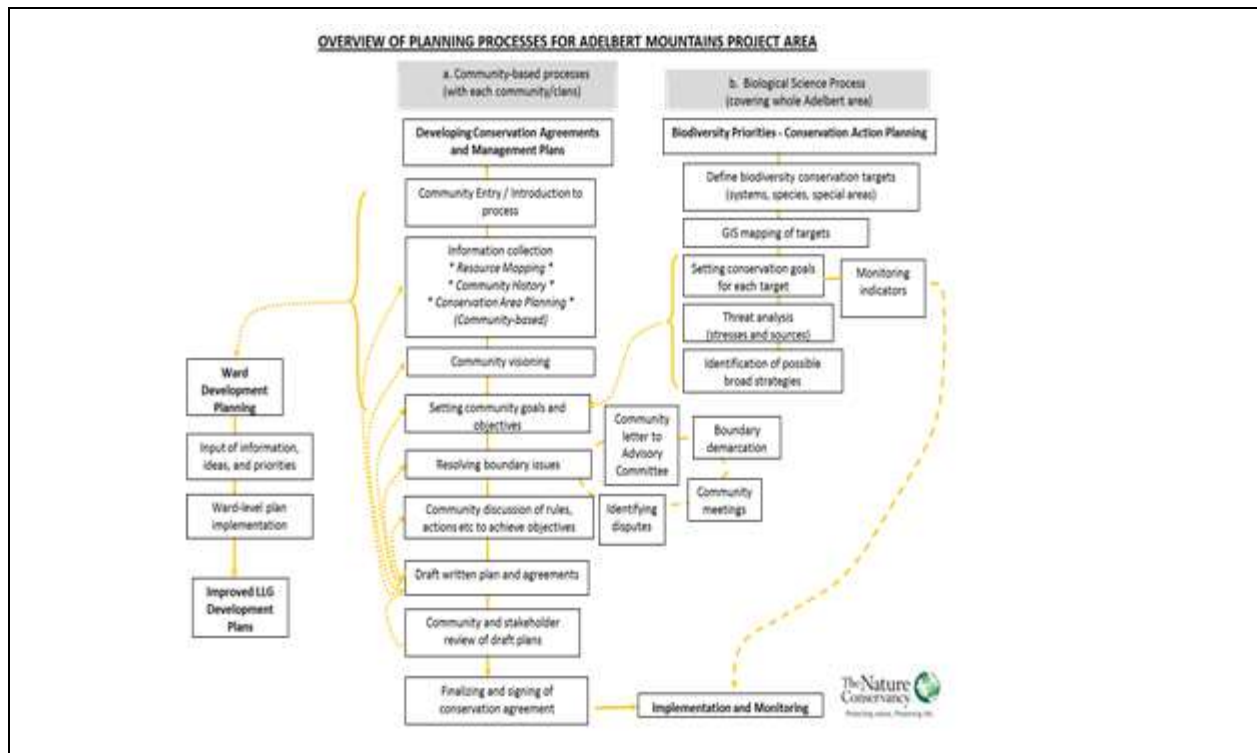 OVERVIEW OF PLANNING PROCESSES FOR ADELBERT MOUNTAINS PROJECT AREA
a. Community-based processes
(with each community/clans)
b. Biological Science Process
(covering whole Adelbert area)
Developing Conservation Agreements
and Management Plans
Biodiversity Priorities - Conservation Action Planning
Community Entry / Introduction to
process
Define biodiversity conservation targets
(systems, species, special areas)
Information collection
* Resource Mapping *
* Community History *
* Conservation Area Planning *
(Community-based)
GIS mapping of targets
Setting conservation goals
for each target
Monitoring
indicators
Threat analysis
(stresses and sources)
Identification of possible
broad strategies
Community visioning
Ward
Development
Planning
Setting community goals and
objectives
Community
letter to
Advisory
Committee
Boundary
demarcation
Input of information,
ideas, and priorities
Resolving boundary issues
Identifying
disputes
Community
meetings
Ward-level plan
implementation
Community discussion of rules,
actions etc to achieve objectives
Draft written plan and agreements
Improved LLG
Development
Plans
Community and stakeholder
review of draft plans
Finalizing and signing of
conservation agreement
Implementation and Monitoring
The Nature
Conservancy
Protecting nature. Preserving life.